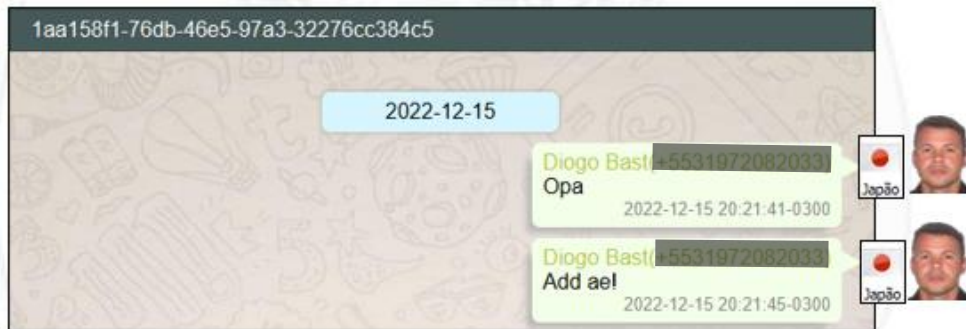 1aa158f1-76db-46e5-97a3-32276cc384c5
2022-12-15
Diogo Bast(
Opa
2022-12-15 20:21:41-0300
Japão
Diogo Bast(
Add ae!
2022-12-15 20:21:45-0300
Japão